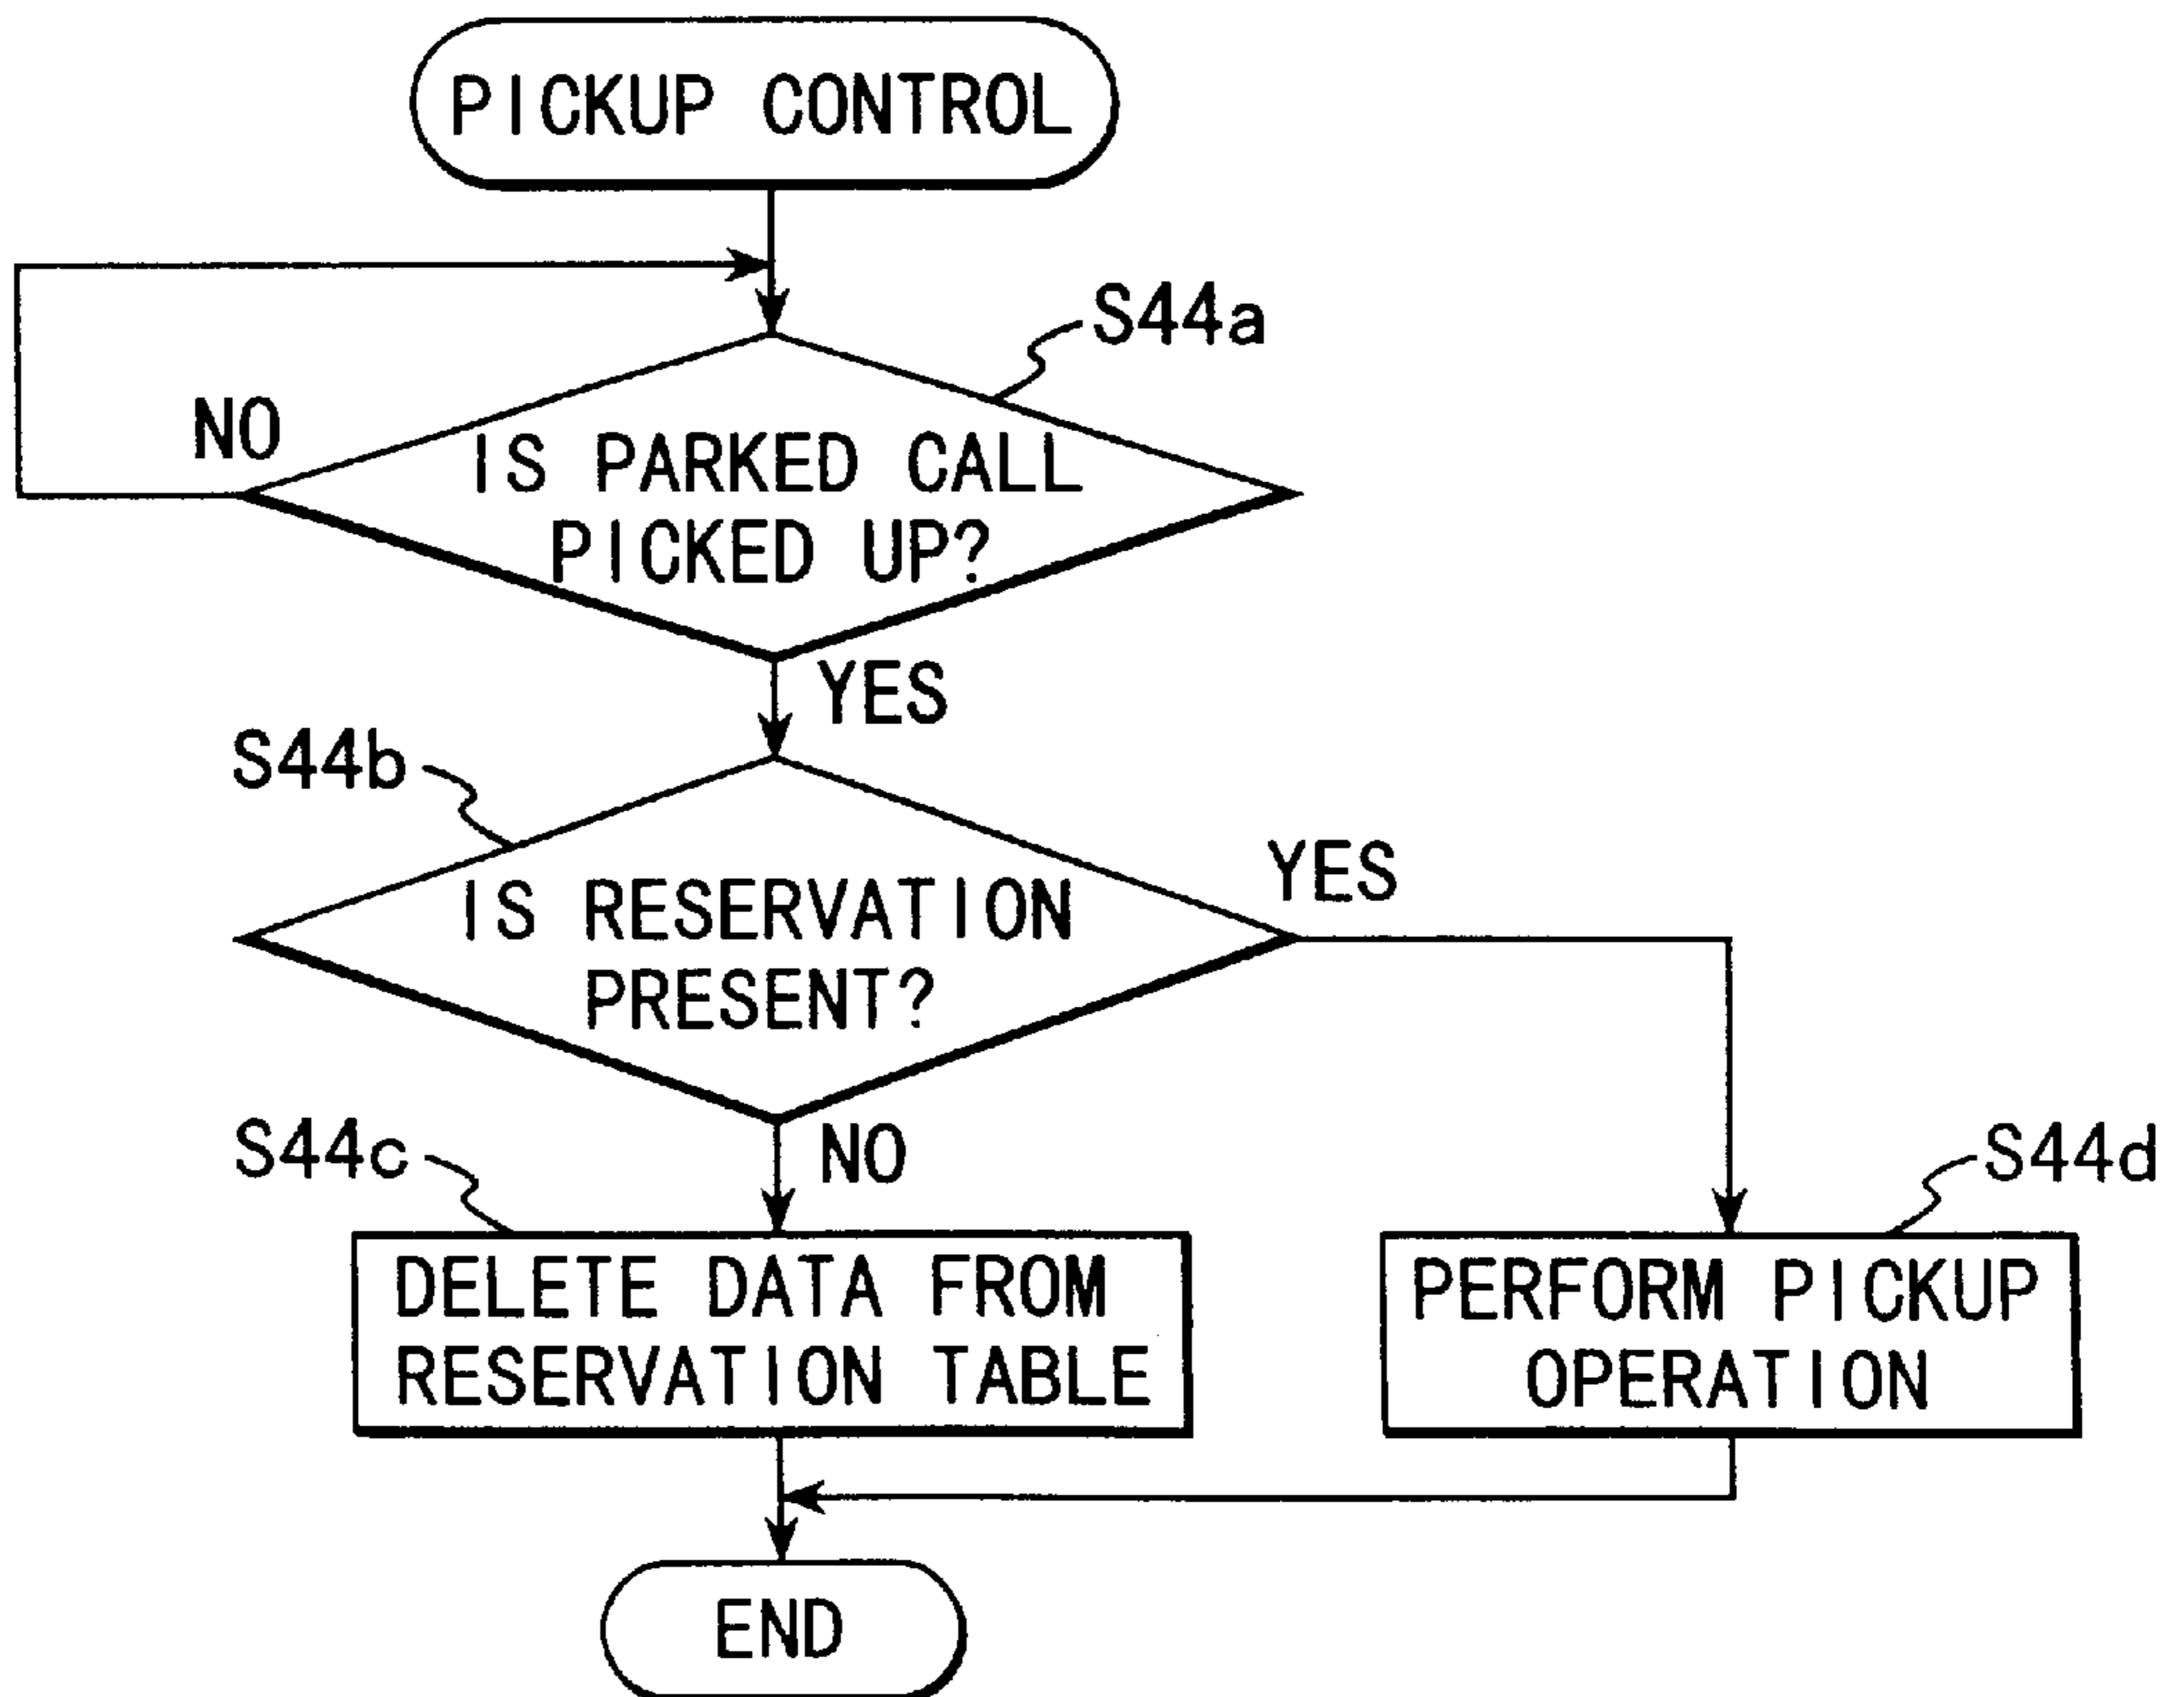 PICKUP CONTROL
S44a
NO
IS PARKED CALL
PICKED UP?
YES
S44b
YES
IS RESERVATION
PRESENT?
S44c
NO
S44d
DELETE DATA FROM
RESERVATION TABLE
PERFORM PICKUP
OPERATION
END